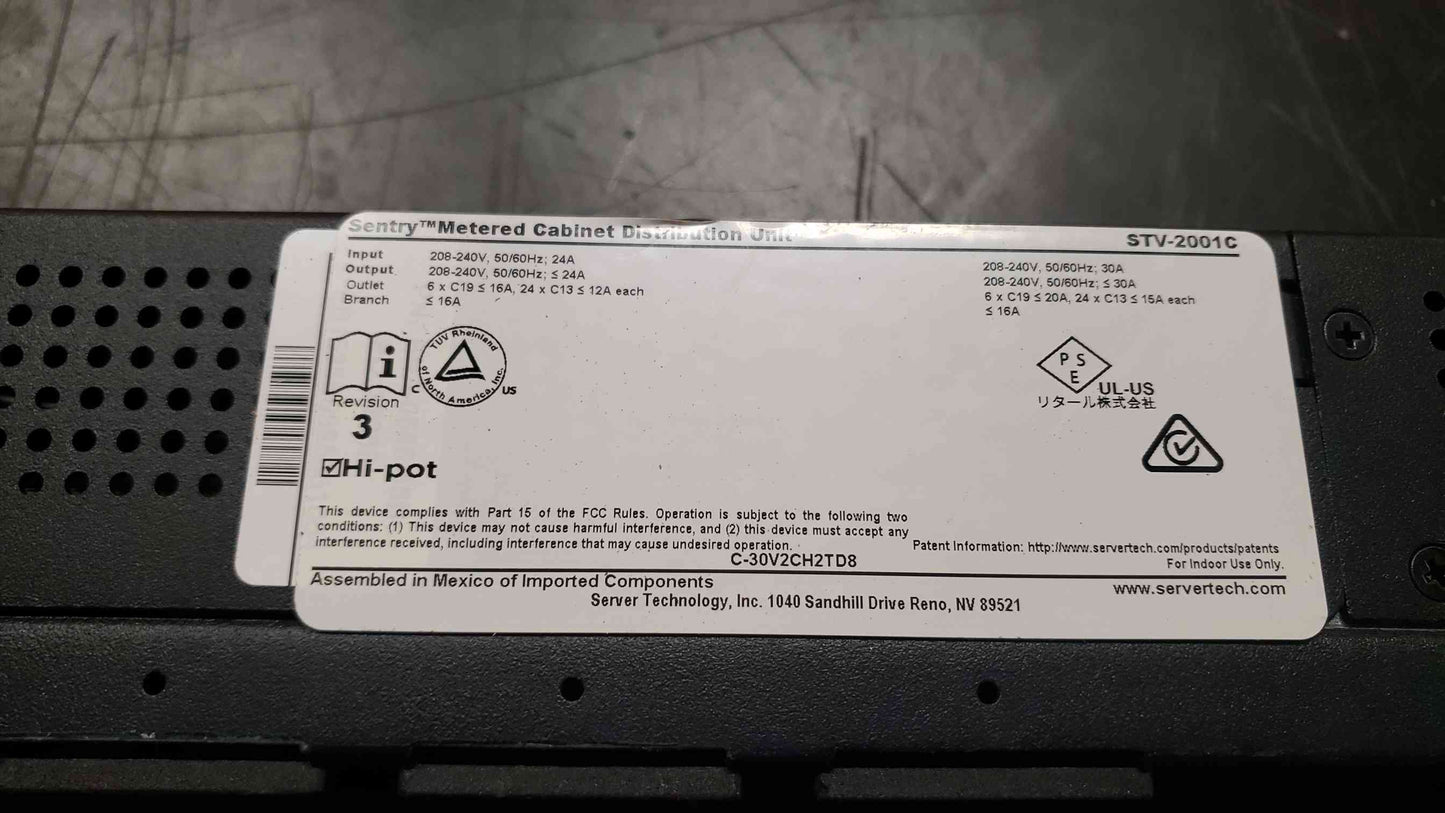 Sentry™Metered Cabinet Distribution Unit
STV-2001C
Input 208-240V, 50/60Hz; 24A
Output 208-240V, 50/60Hz; ≤ 24A
Outlet 6 x C19 ≤ 16A, 24 x C13 ≤ 12A each
Branch ≤ 16A
208-240V, 50/60Hz; 30A
208-240V, 50/60Hz; ≤ 30A
6 x C19 ≤ 20A, 24 x C13 ≤ 15A each
≤ 16A
i
TUV Rheinland
of North America, Inc.
C US
Revision
3
☑Hi-pot
P S
E
UL-US
リタール株式会社
This device complies with Part 15 of the FCC Rules. Operation is subject to the following two
conditions: (1) This device may not cause harmful interference, and (2) this device must accept any
interference received, including interference that may cause undesired operation.
Patent Information: http://www.servertech.com/products/patents
C-30V2CH2TD8
For Indoor Use Only.
Assembled in Mexico of Imported Components
www.servertech.com
Server Technology, Inc. 1040 Sandhill Drive Reno, NV 89521